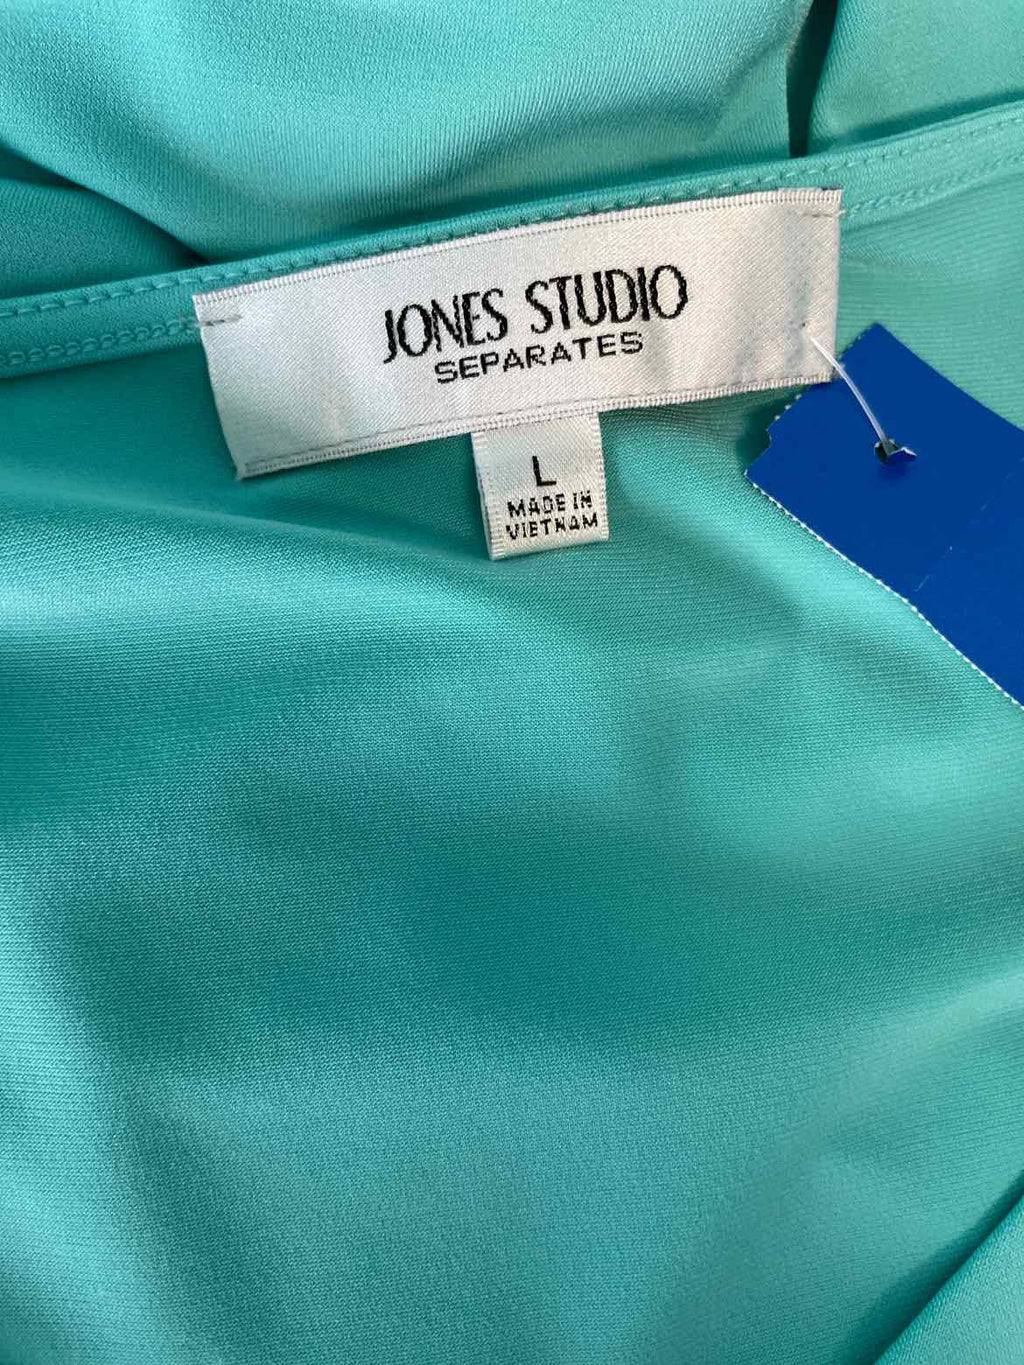 JONES STUDIO
SEPARATES
L
MADE IN
VIETNAM